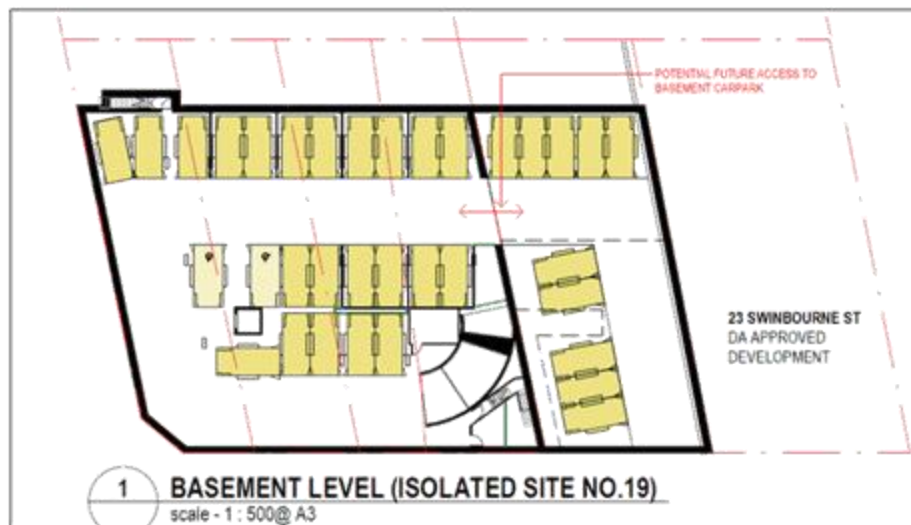 POTENTIAL FUTURE ACCESS TO
BASEMENT CARPARK
23 SWINBOURNE ST
DA APPROVED
DEVELOPMENT
1
BASEMENT LEVEL (ISOLATED SITE NO.19)
scale - 1 : 500@ A3